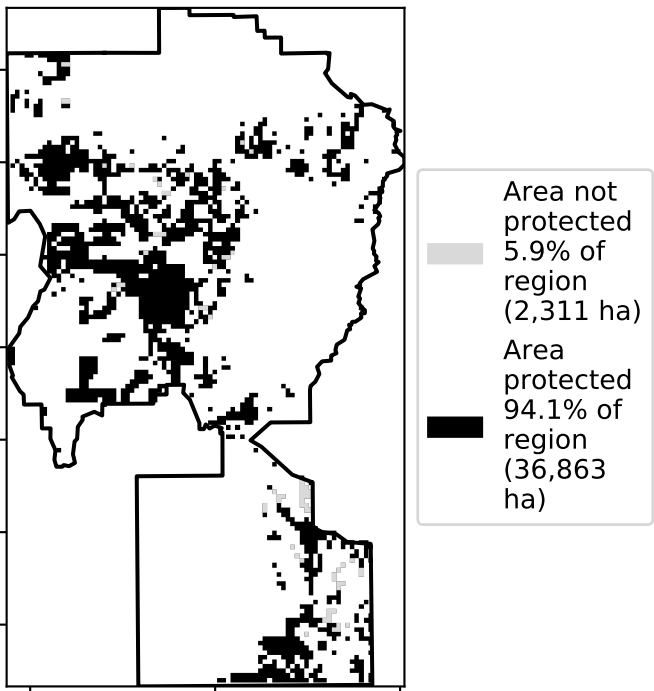 Area not
protected
5.9% of
region
(2,311 ha)
Area
protected
94.1% of
region
(36,863
ha)